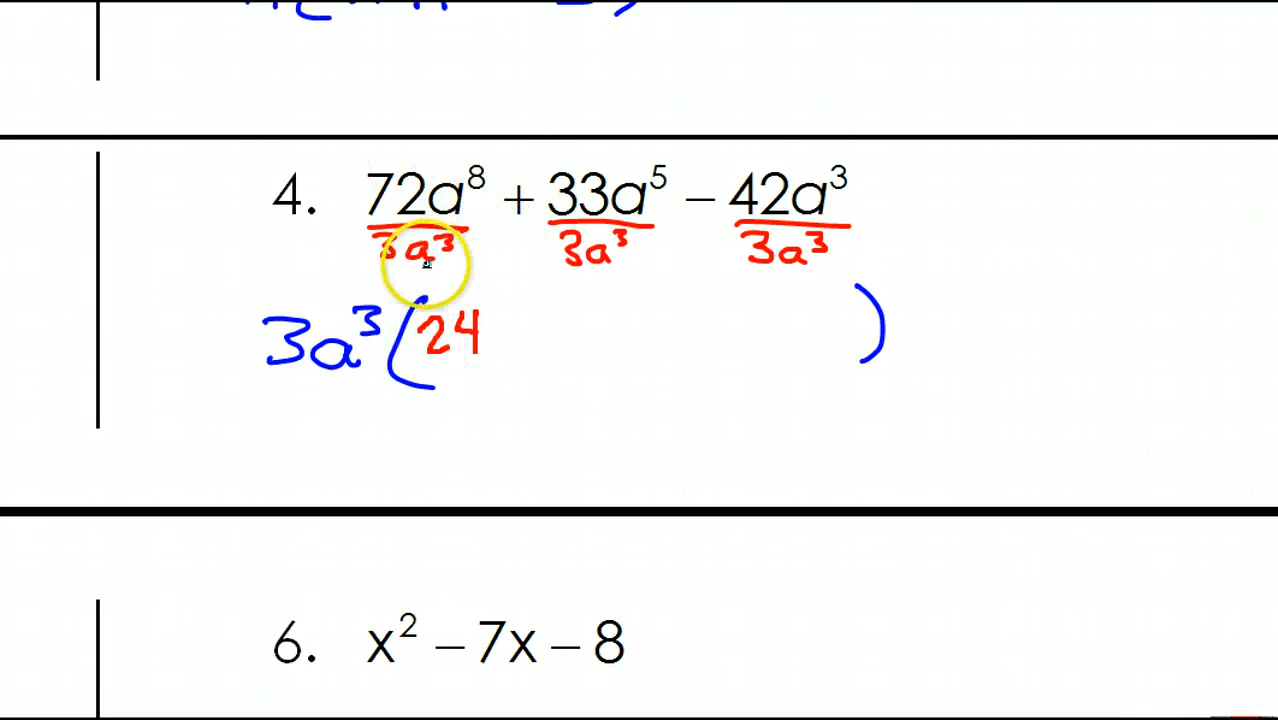 4. 72a⁸ + 33a⁵ − 42a³
3a³ 3a³ 3a³
3a³(24 )
6. x² − 7x − 8